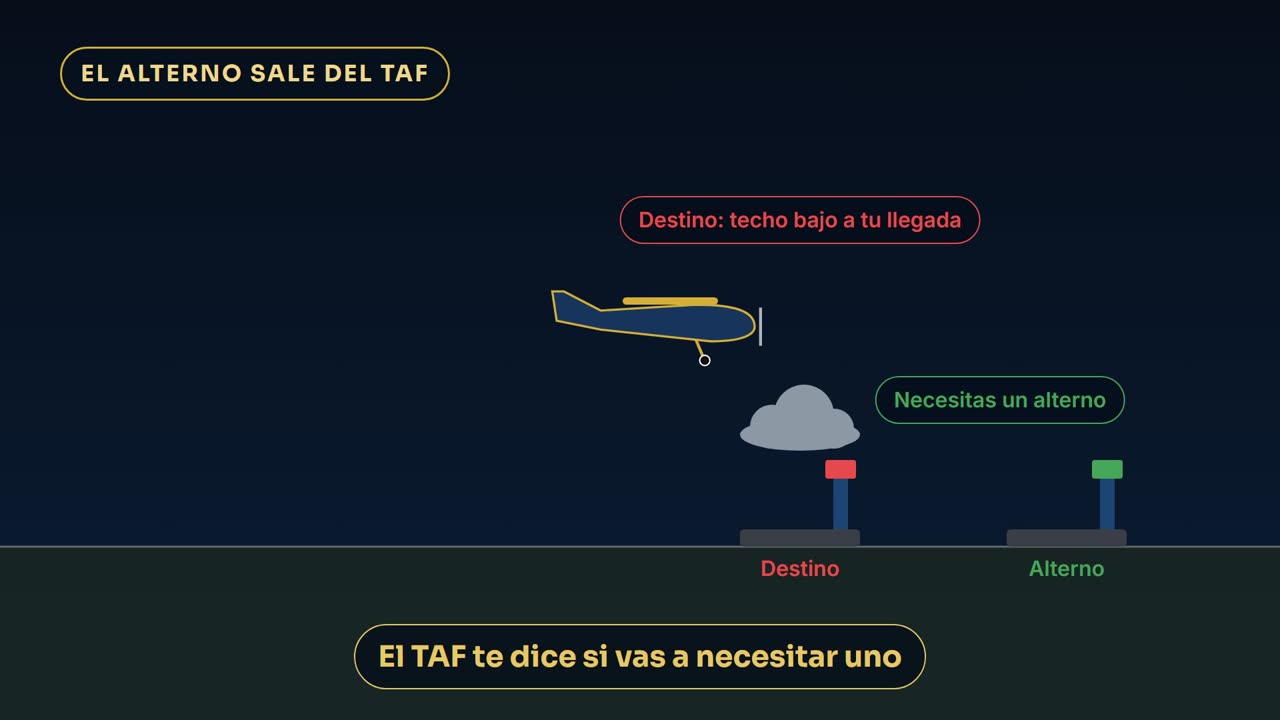 EL ALTERNO SALE DEL TAF
Destino: techo bajo a tu llegada
Necesitas un alterno
Destino
Alterno
El TAF te dice si vas a necesitar uno